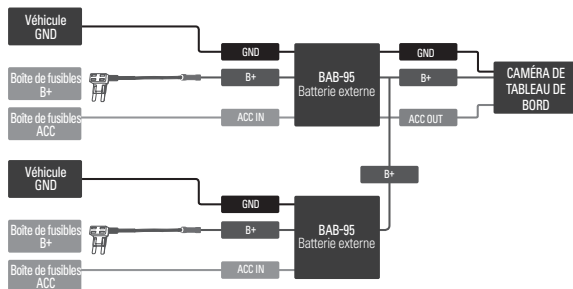 Véhicule
GND
GND
GND
Boîte de fusibles
B+
B+
BAB-95
Batterie externe
B+
CAMÉRA DE
TABLEAU DE
BORD
Boîte de fusibles
ACC
ACC IN
ACC OUT
Véhicule
GND
B+
GND
Boîte de fusibles
B+
B+
BAB-95
Batterie externe
Boîte de fusibles
ACC
ACC IN